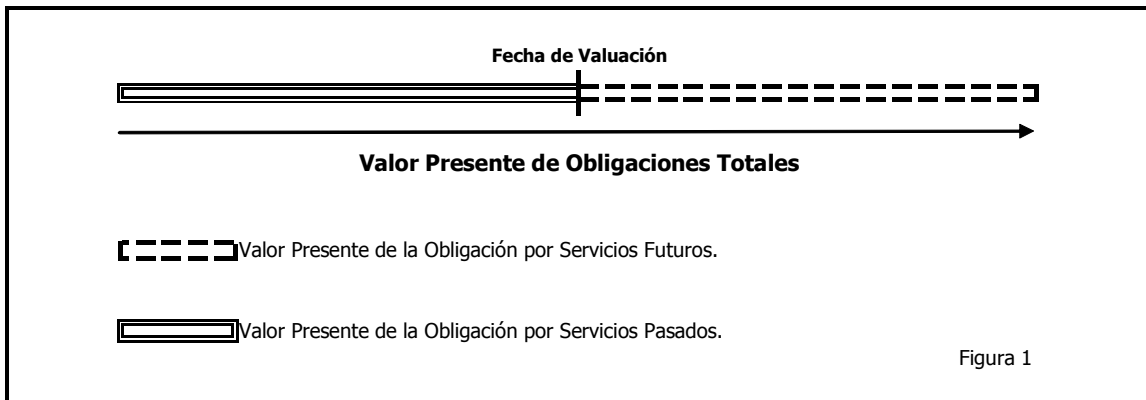 Fecha de Valuación
Valor Presente de Obligaciones Totales
Valor Presente de la Obligación por Servicios Futuros.
Valor Presente de la Obligación por Servicios Pasados.
Figura 1